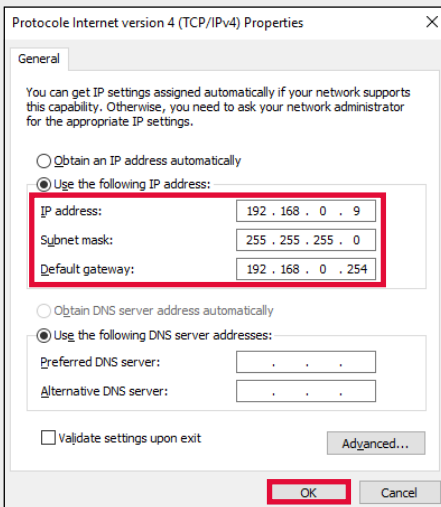 Protocole Internet version 4 (TCP/IPv4) Properties
General
You can get IP settings assigned automatically if your network supports
this capability. Otherwise, you need to ask your network administrator
for the appropriate IP settings.
Obtain an IP address automatically
Use the following IP address:
IP address: 192 . 168 . 0 . 9
Subnet mask: 255 . 255 . 255 . 0
Default gateway: 192 . 168 . 0 . 254
Obtain DNS server address automatically
Use the following DNS server addresses:
Preferred DNS server: . . .
Alternative DNS server: . . .
Validate settings upon exit
Advanced...
OK Cancel